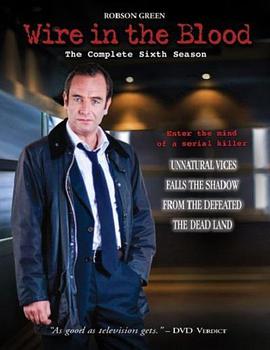 ROBSON GREEN
Wire in the Blood
The Complete Sixth Season
Enter the mind
of a serial killer
UNNATURAL VICES
FALLS THE SHADOW
FROM THE DEFEATED
THE DEAD LAND
"As good as television gets." – DVD VERDICT